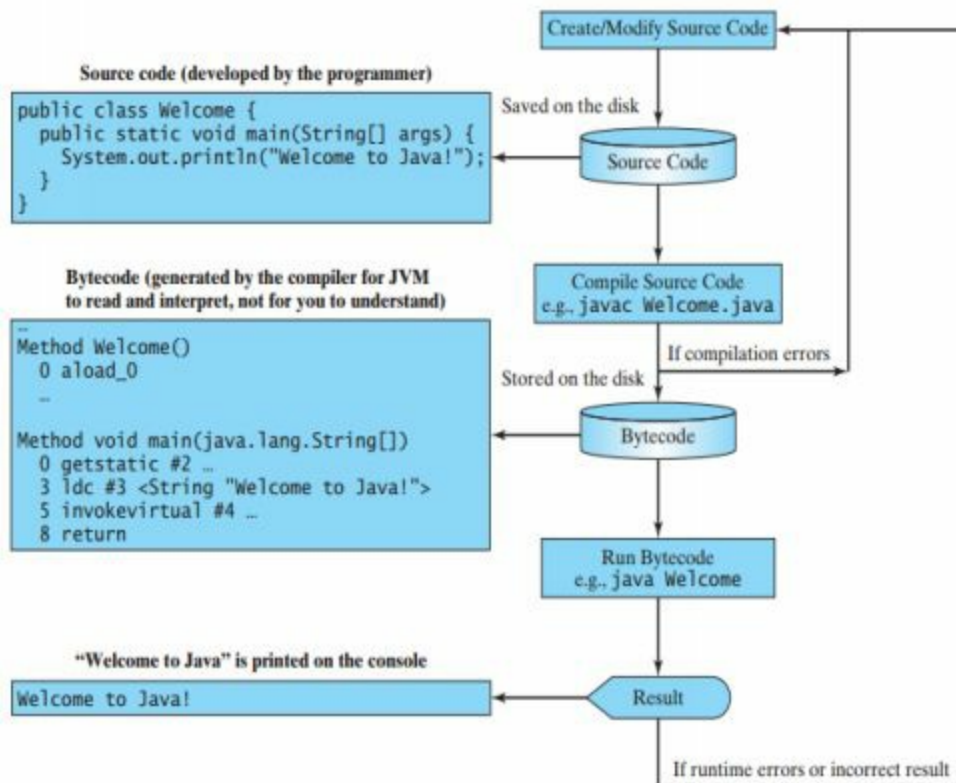 Create/Modify Source Code
Source code (developed by the programmer)
public class Welcome {
  public static void main(String[] args) {
    System.out.println("Welcome to Java!");
  }
}
Saved on the disk
Source Code
Bytecode (generated by the compiler for JVM
to read and interpret, not for you to understand)
…
Method Welcome()
  0 aload_0
  …
Method void main(java.lang.String[])
  0 getstatic #2 …
  3 ldc #3 <String "Welcome to Java!">
  5 invokevirtual #4 …
  8 return
Compile Source Code
e.g., javac Welcome.java
If compilation errors
Stored on the disk
Bytecode
Run Bytecode
e.g., java Welcome
“Welcome to Java” is printed on the console
Welcome to Java!
Result
If runtime errors or incorrect result